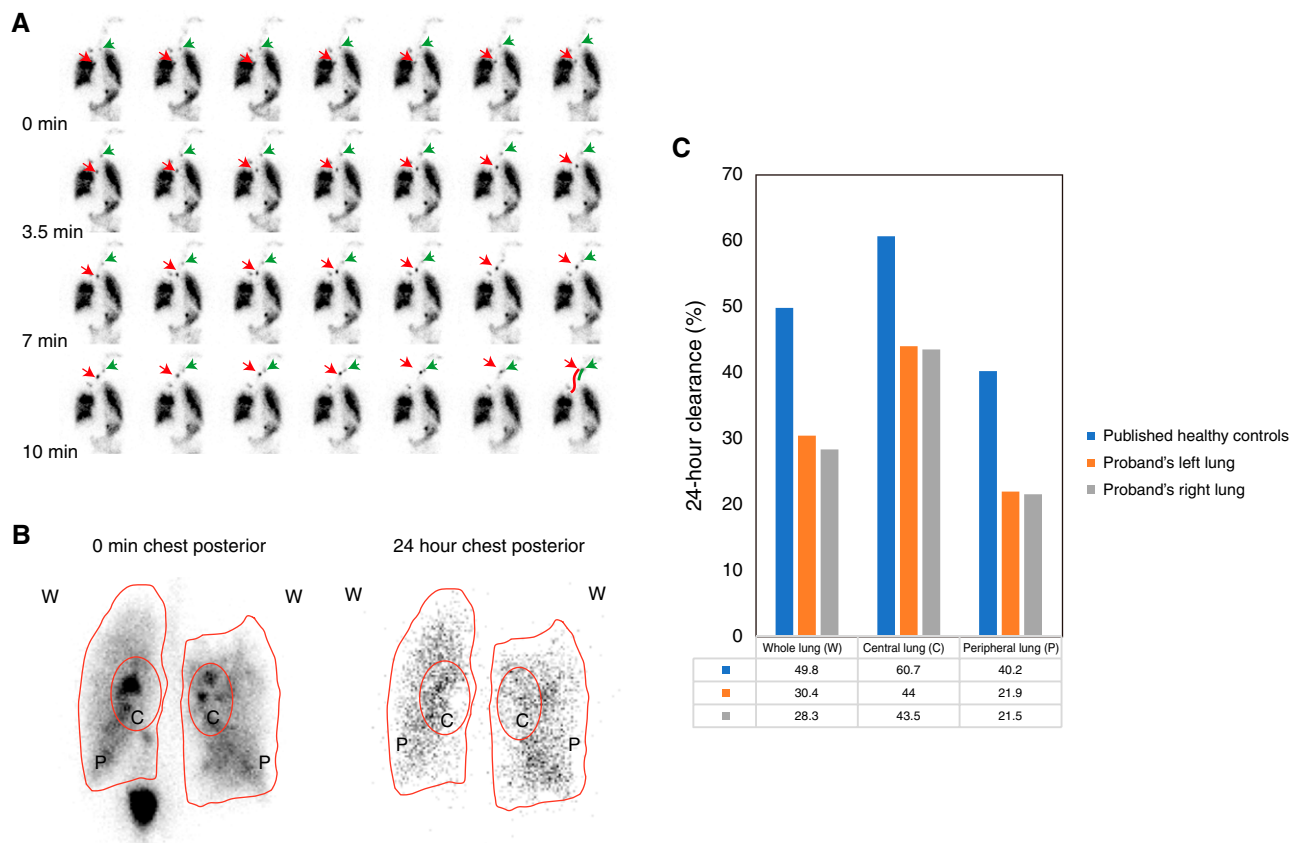 A
0 min
3.5 min
7 min
10 min
B
0 min chest posterior
24 hour chest posterior
W W W W
C C C C
P P P P
C
24-hour clearance (%)
70
60
50
40
30
20
10
0
Whole lung (W) Central lung (C) Peripheral lung (P)
49.8 60.7 40.2
30.4 44 21.9
28.3 43.5 21.5
Published healthy controls
Proband's left lung
Proband's right lung